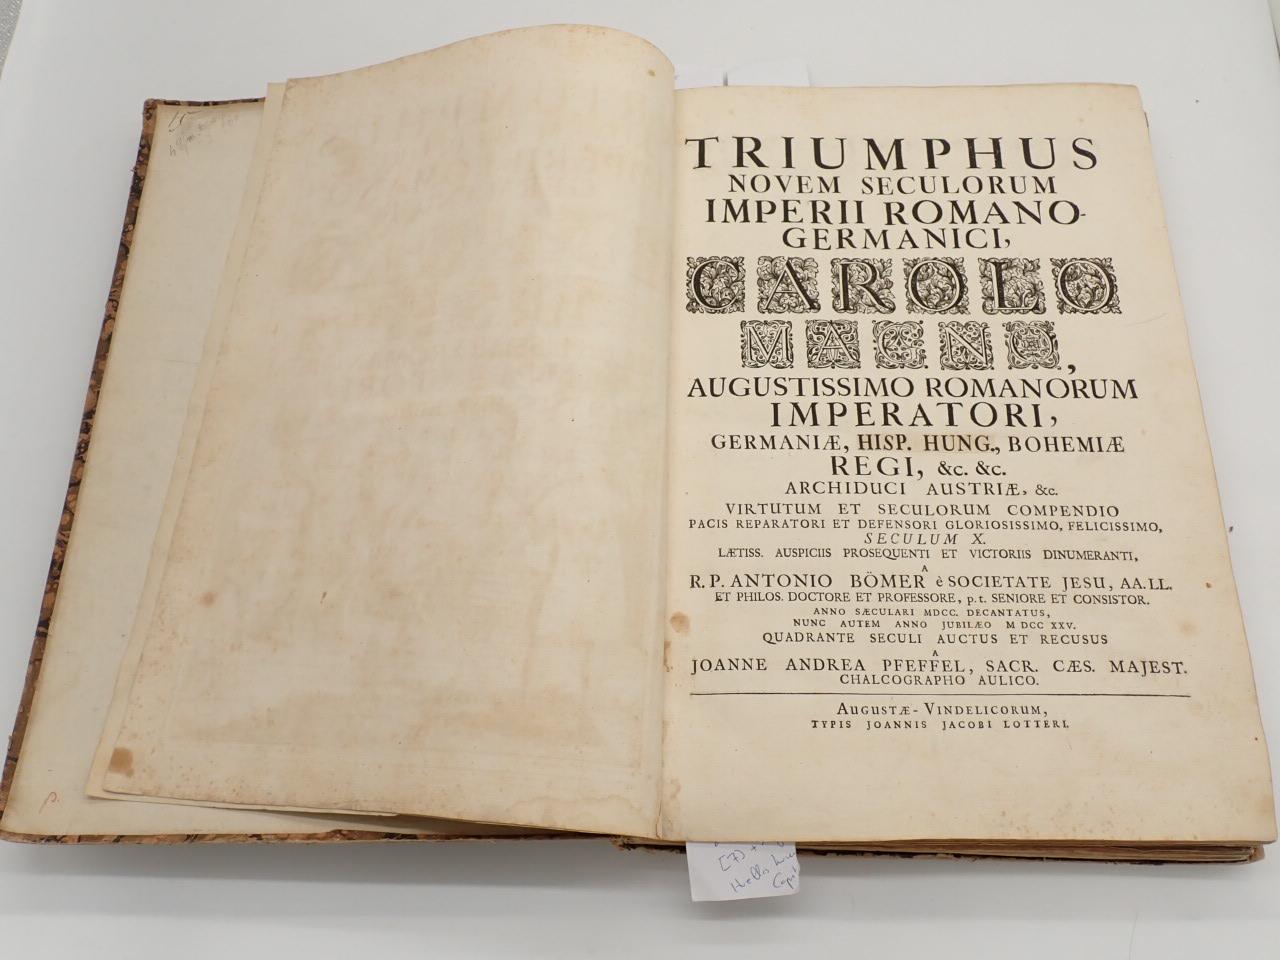 TRIUMPHUS
NOVEM SECULORUM
IMPERII ROMANO-
GERMANICI,
CAROLO
MAGNO,
AUGUSTISSIMO ROMANORUM
IMPERATORI,
GERMANIÆ, HISP. HUNG., BOHEMIÆ
REGI, &c. &c.
ARCHIDUCI AUSTRIÆ, &c.
VIRTUTUM ET SECULORUM COMPENDIO
PACIS REPARATORI ET DEFENSORI GLORIOSISSIMO, FELICISSIMO,
SECULUM X.
LÆTISS. AUSPICIIS PROSEQUENTI ET VICTORIIS DINUMERANTI,
A
R. P. ANTONIO BÖMER è SOCIETATE JESU, AA. LL.
ET PHILOS. DOCTORE ET PROFESSORE, p. t. SENIORE ET CONSISTOR.
ANNO SÆCULARI MDCC. DECANTATUS,
NUNC AUTEM ANNO JUBILÆO M DCC XXV.
QUADRANTE SECULI AUCTUS ET RECUSUS
A
JOANNE ANDREA PFEFFEL, SACR. CÆS. MAJEST.
CHALCOGRAPHO AULICO.
AUGUSTÆ-VINDELICORUM,
TYPIS JOANNIS JACOBI LOTTERI.
[7] +